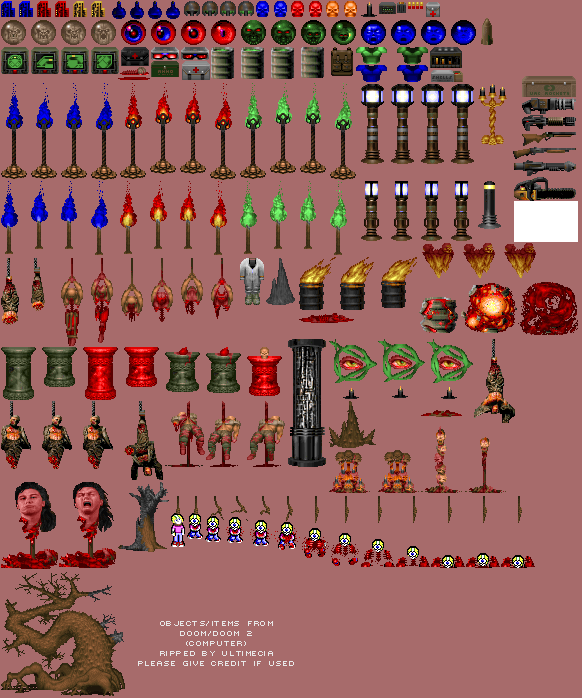 OBJECTS/ITEMS FROM
DOOM/DOOM 2
(COMPUTER)
RIPPED BY ULTIMECIA
PLEASE GIVE CREDIT IF USED